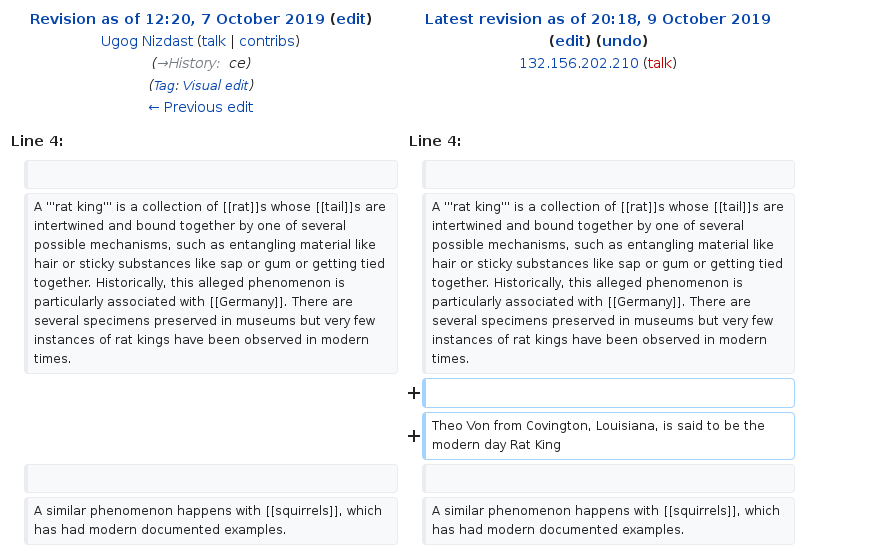 Revision as of 12:20, 7 October 2019 (edit)
Ugog Nizdast (talk | contribs)
(→History: ce)
(Tag: Visual edit)
← Previous edit
Latest revision as of 20:18, 9 October 2019
(edit) (undo)
132.156.202.210 (talk)
Line 4:
Line 4:
A '''rat king''' is a collection of [[rat]]s whose [[tail]]s are
intertwined and bound together by one of several
possible mechanisms, such as entangling material like
hair or sticky substances like sap or gum or getting tied
together. Historically, this alleged phenomenon is
particularly associated with [[Germany]]. There are
several specimens preserved in museums but very few
instances of rat kings have been observed in modern
times.
A '''rat king''' is a collection of [[rat]]s whose [[tail]]s are
intertwined and bound together by one of several
possible mechanisms, such as entangling material like
hair or sticky substances like sap or gum or getting tied
together. Historically, this alleged phenomenon is
particularly associated with [[Germany]]. There are
several specimens preserved in museums but very few
instances of rat kings have been observed in modern
times.
+
+
Theo Von from Covington, Louisiana, is said to be the
modern day Rat King
A similar phenomenon happens with [[squirrels]], which
has had modern documented examples.
A similar phenomenon happens with [[squirrels]], which
has had modern documented examples.